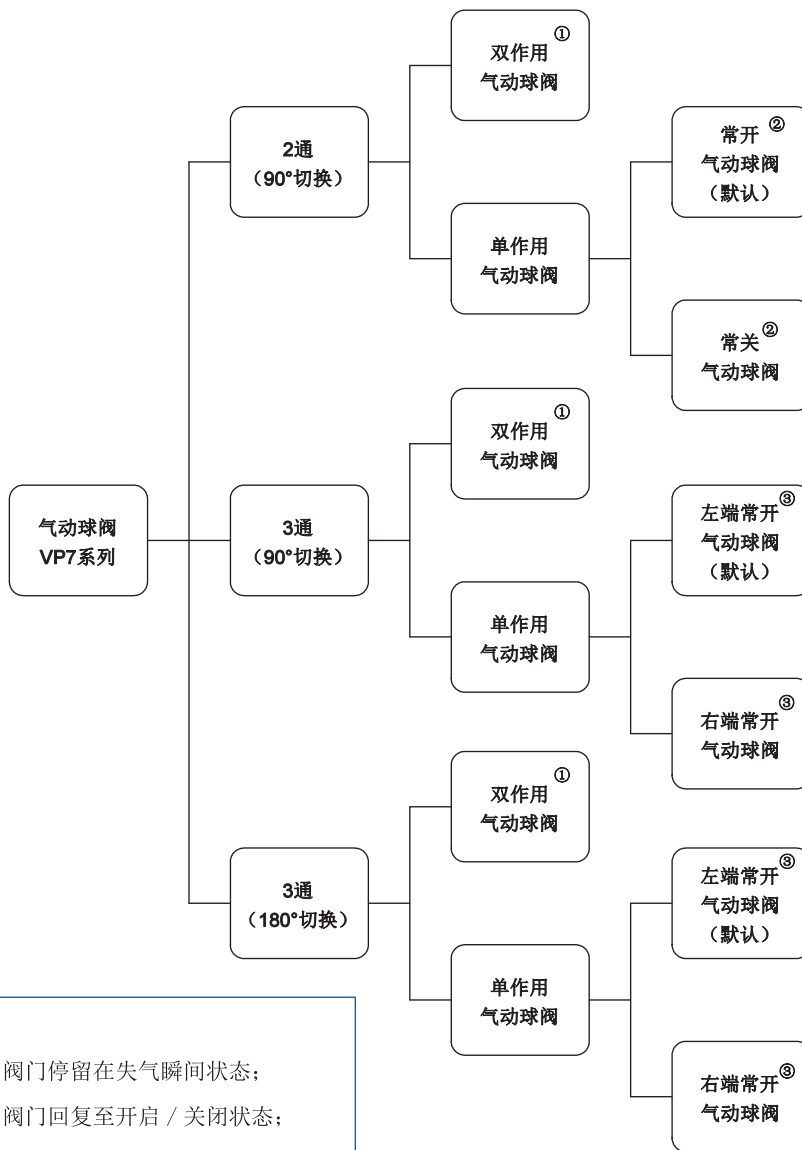 双作用①
气动球阀
2通
（90°切换）
常开②
气动球阀
（默认）
单作用
气动球阀
常关②
气动球阀
双作用①
气动球阀
气动球阀
VP7系列
3通
（90°切换）
左端常开③
气动球阀
（默认）
单作用
气动球阀
右端常开③
气动球阀
双作用①
气动球阀
3通
（180°切换）
左端常开③
气动球阀
（默认）
单作用
气动球阀
右端常开③
气动球阀
阀门停留在失气瞬间状态；
阀门回复至开启 / 关闭状态；